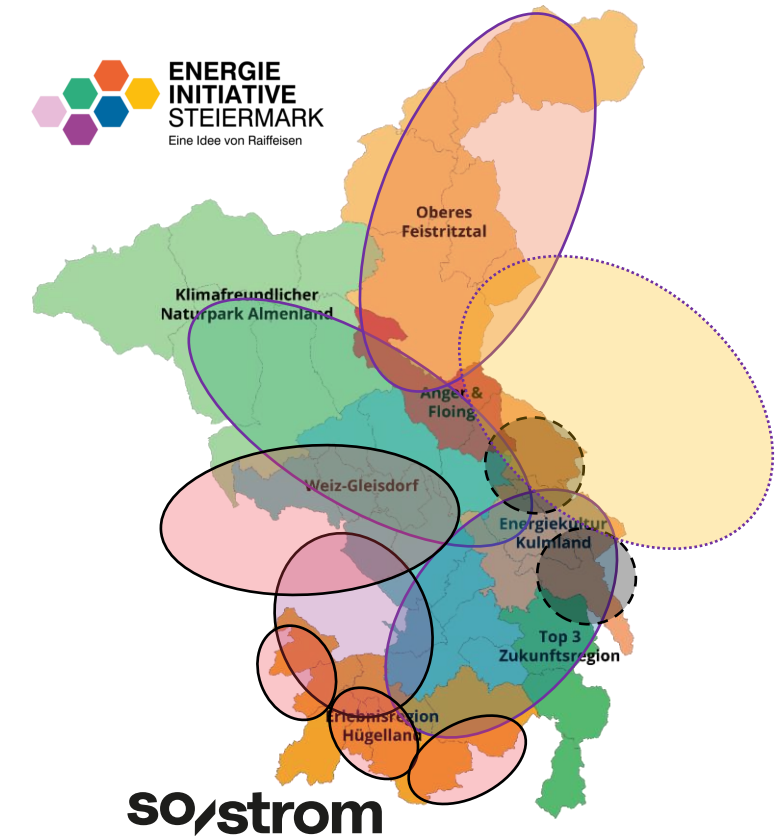 ENERGIE
INITIATIVE
STEIERMARK
Eine Idee von Raiffeisen
Oberes
Feistritztal
Klimafreundlicher
Naturpark Almenland
Anger &
Floing
Weiz-Gleisdorf
Energiekultur
Kulmland
Top 3
Zukunftsregion
Erlebnisregion
Hügelland
so/strom